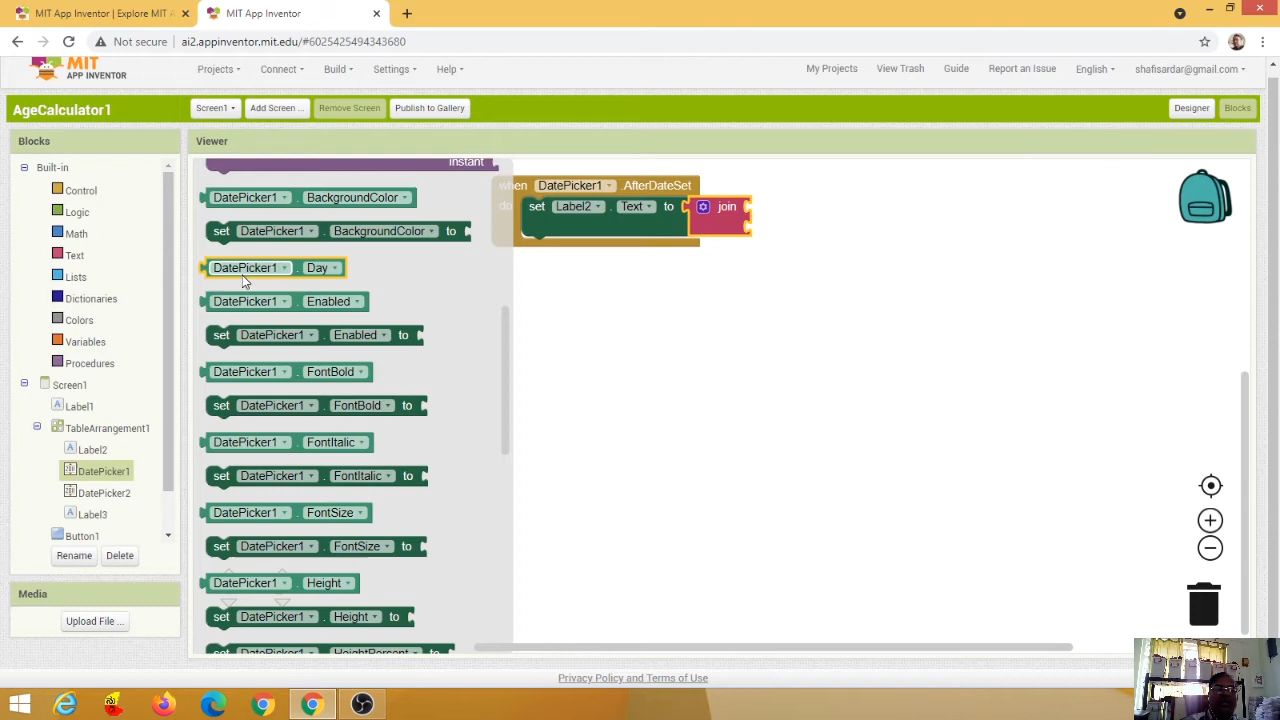 MIT App Inventor | Explore MIT A
MIT App Inventor
Not secure | ai2.appinventor.mit.edu/#6025425494343680
MIT
APP INVENTOR
Projects
Connect
Build
Settings
Help
My Projects
View Trash
Guide
Report an Issue
English
shafisardar@gmail.com
AgeCalculator1
Screen1
Add Screen ...
Remove Screen
Publish to Gallery
Designer
Blocks
Blocks
Built-in
Control
Logic
Math
Text
Lists
Dictionaries
Colors
Variables
Procedures
Screen1
Label1
TableArrangement1
Label2
DatePicker1
DatePicker2
Label3
Button1
Rename
Delete
Media
Upload File ...
Viewer
instant
DatePicker1 . BackgroundColor
set DatePicker1 . BackgroundColor to
DatePicker1 . Day
DatePicker1 . Enabled
set DatePicker1 . Enabled to
DatePicker1 . FontBold
set DatePicker1 . FontBold to
DatePicker1 . FontItalic
set DatePicker1 . FontItalic to
DatePicker1 . FontSize
set DatePicker1 . FontSize to
DatePicker1 . Height
set DatePicker1 . Height to
set DatePicker1 . HeightPercent to
when DatePicker1 .AfterDateSet
do set Label2 . Text to join
Privacy Policy and Terms of Use